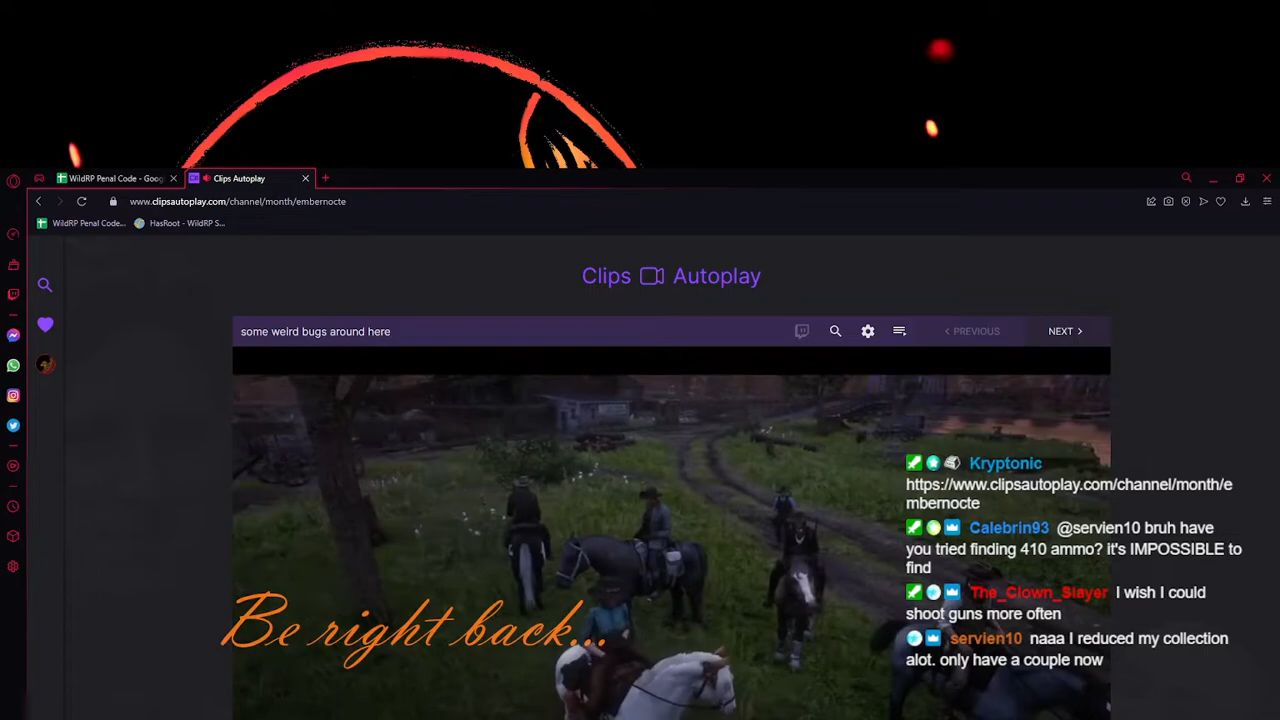 WildRP Penal Code - Goog
Clips Autoplay
www.clipsautoplay.com/channel/month/embernocte
WildRP Penal Code...
HasRoot - WildRP S...
Clips Autoplay
some weird bugs around here
< PREVIOUS
NEXT >
Kryptonic
https://www.clipsautoplay.com/channel/month/e
mbernocte
Calebrin93 @servien10 bruh have
you tried finding 410 ammo? it's IMPOSSIBLE to
find
The_Clown_Slayer I wish I could
shoot guns more often
servien10 naaa I reduced my collection
alot. only have a couple now
Be right back...